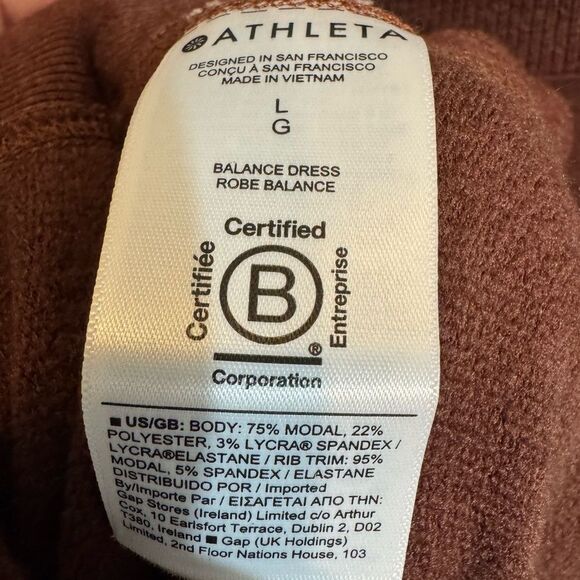 ATHLETA
DESIGNED IN SAN FRANCISCO
CONÇU À SAN FRANCISCO
MADE IN VIETNAM
L
G
BALANCE DRESS
ROBE BALANCE
Certified
Certifiée
B
Entreprise
®
Corporation
■ US/GB: BODY: 75% MODAL, 22%
POLYESTER, 3% LYCRA® SPANDEX /
LYCRA®ELASTANE / RIB TRIM: 95%
MODAL, 5% SPANDEX / ELASTANE
DISTRIBUIDO POR / Imported
By/Importe Par / ΕΙΣΑΓΕΤΑΙ ΑΠΟ ΤΗΝ:
Gap Stores (Ireland) Limited c/o Arthur
Cox, 10 Earlsfort Terrace, Dublin 2, D02
T380, Ireland ■ Gap (UK Holdings)
Limited, 2nd Floor Nations House, 103